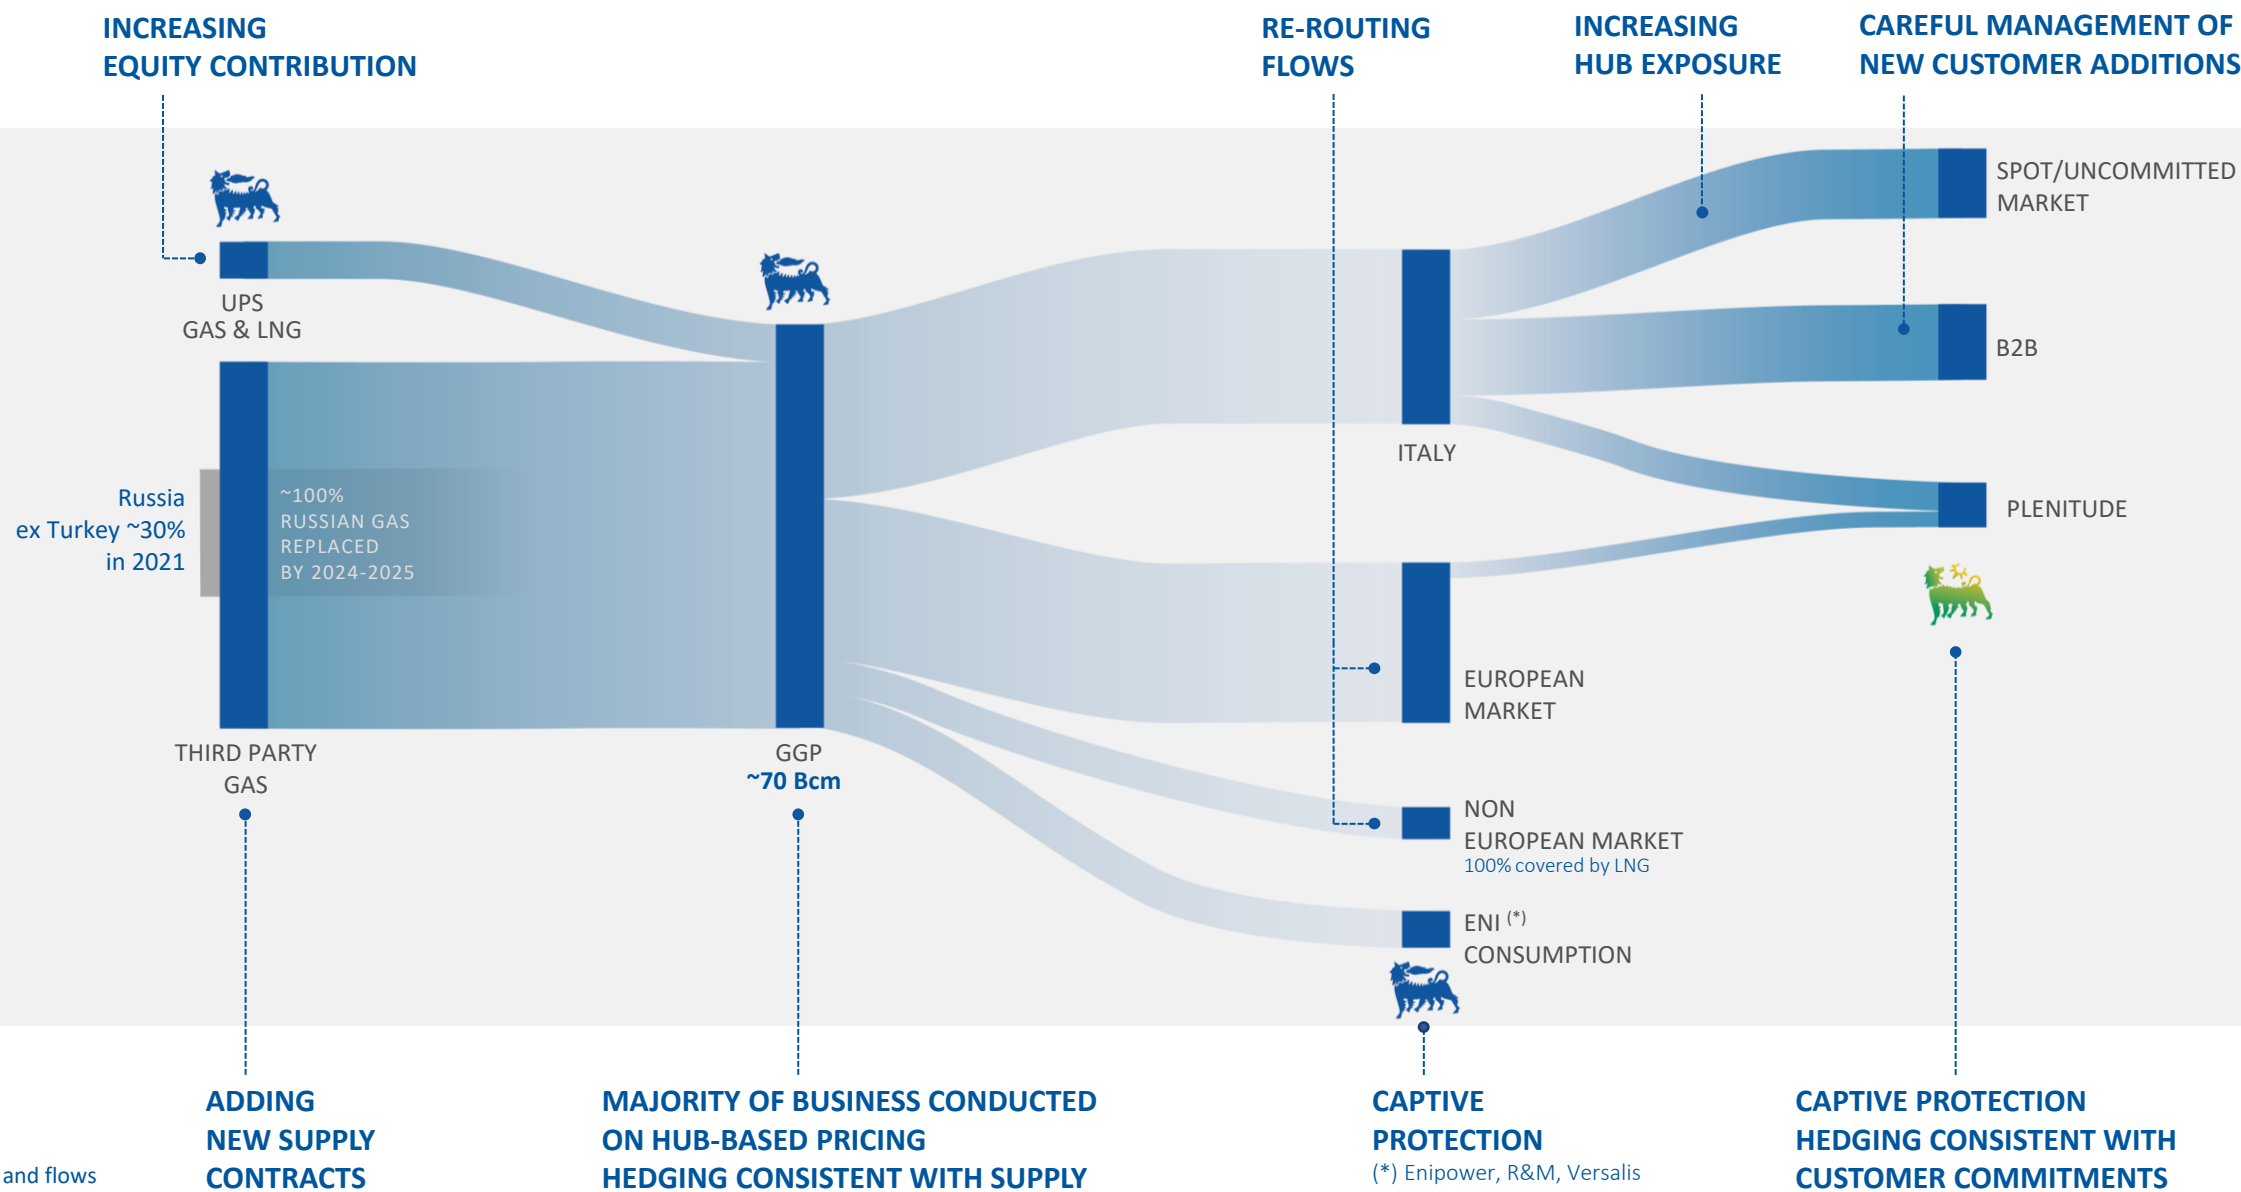 INCREASING
EQUITY CONTRIBUTION
RE-ROUTING
FLOWS
INCREASING
HUB EXPOSURE
CAREFUL MANAGEMENT OF
NEW CUSTOMER ADDITIONS
UPS
GAS & LNG
Russia
ex Turkey ~30%
in 2021
~100%
RUSSIAN GAS
REPLACED
BY 2024-2025
THIRD PARTY
GAS
GGP
~70 Bcm
ITALY
EUROPEAN
MARKET
NON
EUROPEAN MARKET
100% covered by LNG
ENI (*)
CONSUMPTION
SPOT/UNCOMMITTED
MARKET
B2B
PLENITUDE
ADDING
NEW SUPPLY
CONTRACTS
MAJORITY OF BUSINESS CONDUCTED
ON HUB-BASED PRICING
HEDGING CONSISTENT WITH SUPPLY
CAPTIVE
PROTECTION
(*) Enipower, R&M, Versalis
CAPTIVE PROTECTION
HEDGING CONSISTENT WITH
CUSTOMER COMMITMENTS
and flows